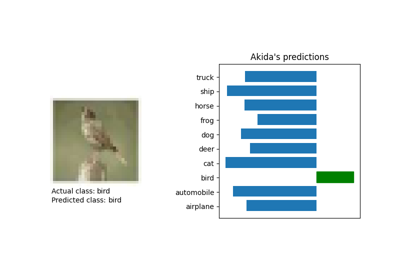 Akida's predictions
truck
ship
horse
frog
dog
deer
cat
bird
automobile
airplane
Actual class: bird
Predicted class: bird